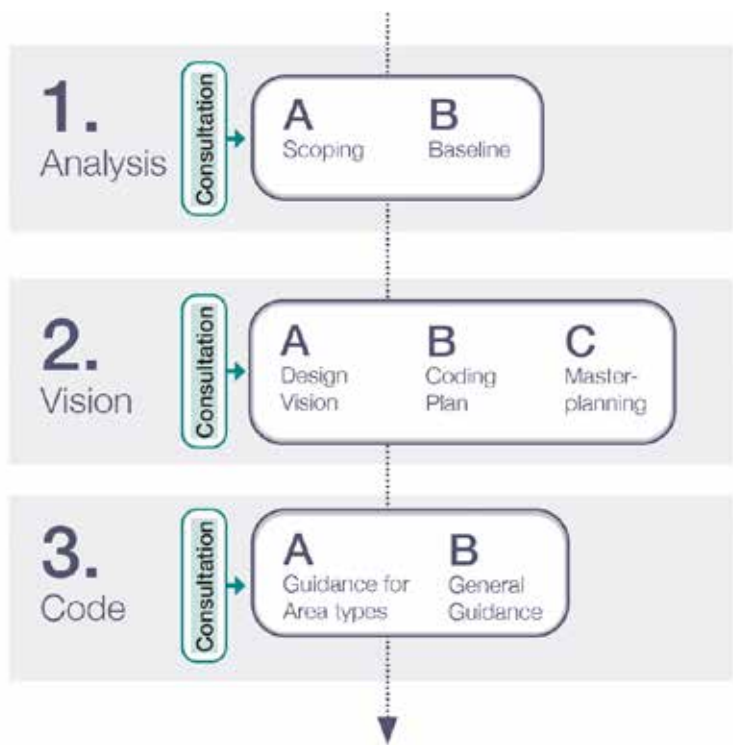 1.
Analysis
Consultation
A
Scoping
B
Baseline
2.
Vision
Consultation
A
Design
Vision
B
Coding
Plan
C
Master-
planning
3.
Code
Consultation
A
Guidance for
Area types
B
General
Guidance